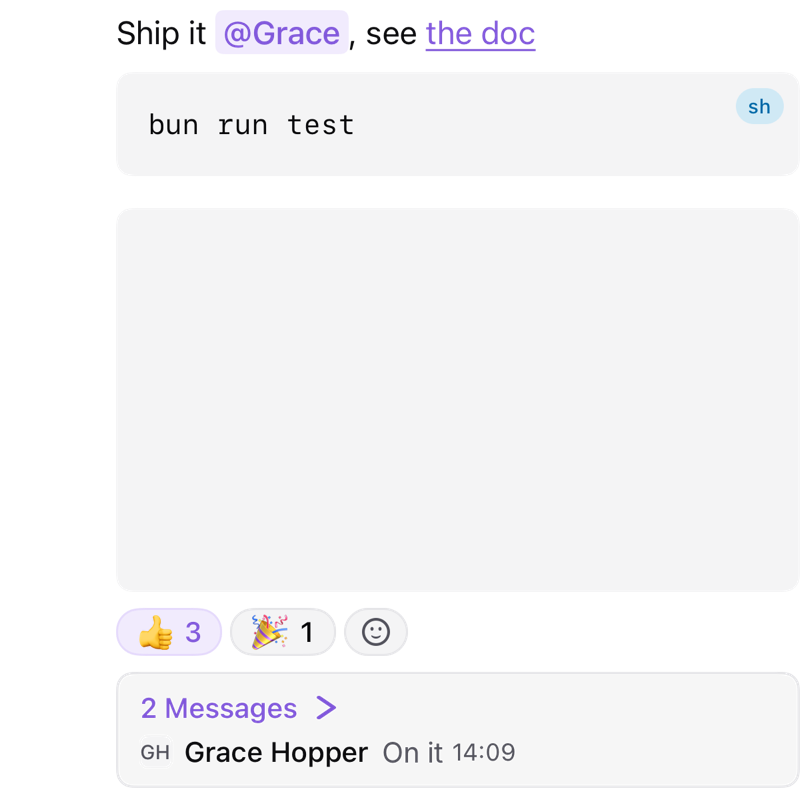 Ship it @Grace, see the doc
sh
bun run test
👍 3 🎉 1
2 Messages >
GH Grace Hopper On it 14:09